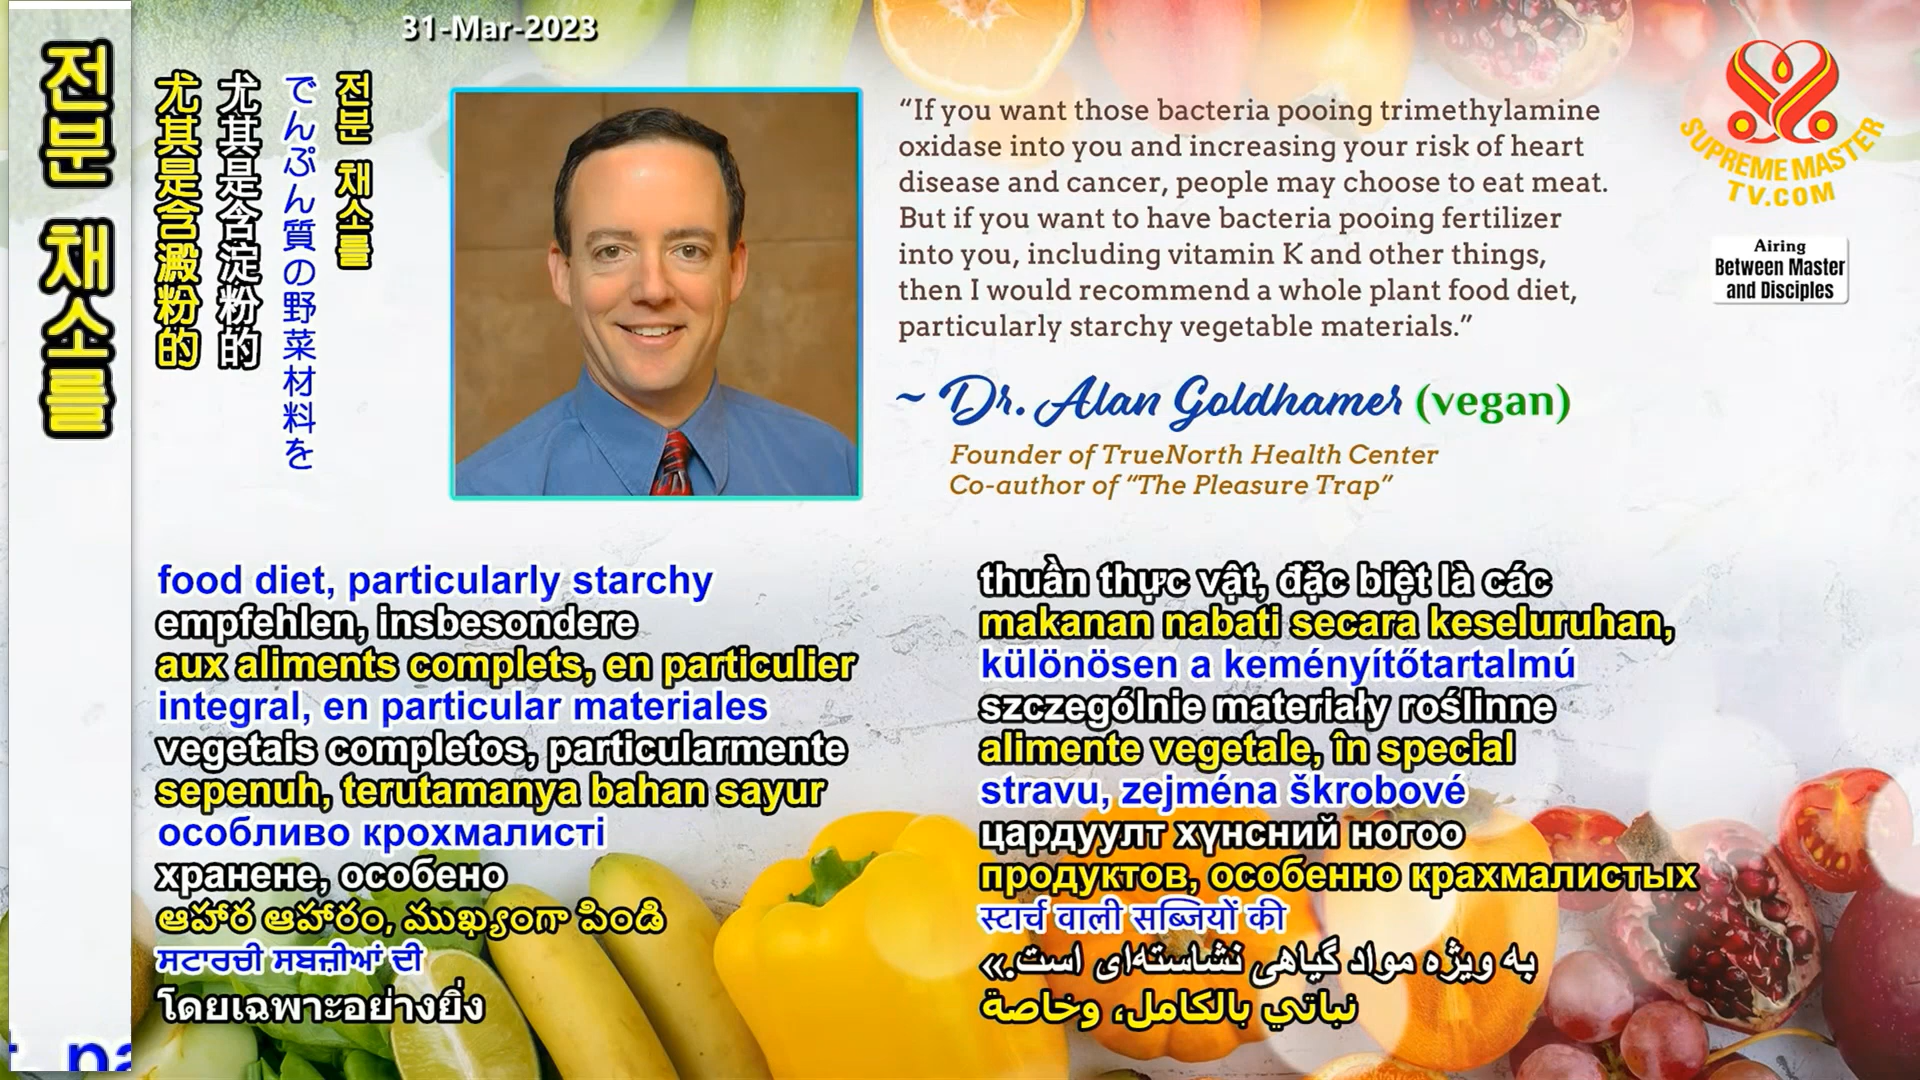 전분 채소를
31-Mar-2023
전분 채소를
でんぷん質の野菜材料を
尤其是含淀粉的
尤其是含澱粉的
“If you want those bacteria pooing trimethylamine
oxidase into you and increasing your risk of heart
disease and cancer, people may choose to eat meat.
But if you want to have bacteria pooing fertilizer
into you, including vitamin K and other things,
then I would recommend a whole plant food diet,
particularly starchy vegetable materials.”
~ Dr. Alan Goldhamer (vegan)
Founder of TrueNorth Health Center
Co-author of “The Pleasure Trap”
SUPREME MASTER
TV.COM
Airing
Between Master
and Disciples
food diet, particularly starchy
empfehlen, insbesondere
aux aliments complets, en particulier
integral, en particular materiales
vegetais completos, particularmente
sepenuh, terutamanya bahan sayur
особливо крохмалисті
хранене, особено
ఆహార ఆహారం, ముఖ్యంగా పిండి
ਸਟਾਰਚੀ ਸਬਜ਼ੀਆਂ ਦੀ
โดยเฉพาะอย่างยิ่ง
thuần thực vật, đặc biệt là các
makanan nabati secara keseluruhan,
különösen a keményítőtartalmú
szczególnie materiały roślinne
alimente vegetale, în special
stravu, zejména škrobové
цардуулт хүнсний ногоо
продуктов, особенно крахмалистых
स्टार्च वाली सब्जियों की
به ویژه مواد گیاهی نشاسته‌ای است.»
نباتي بالكامل، وخاصة